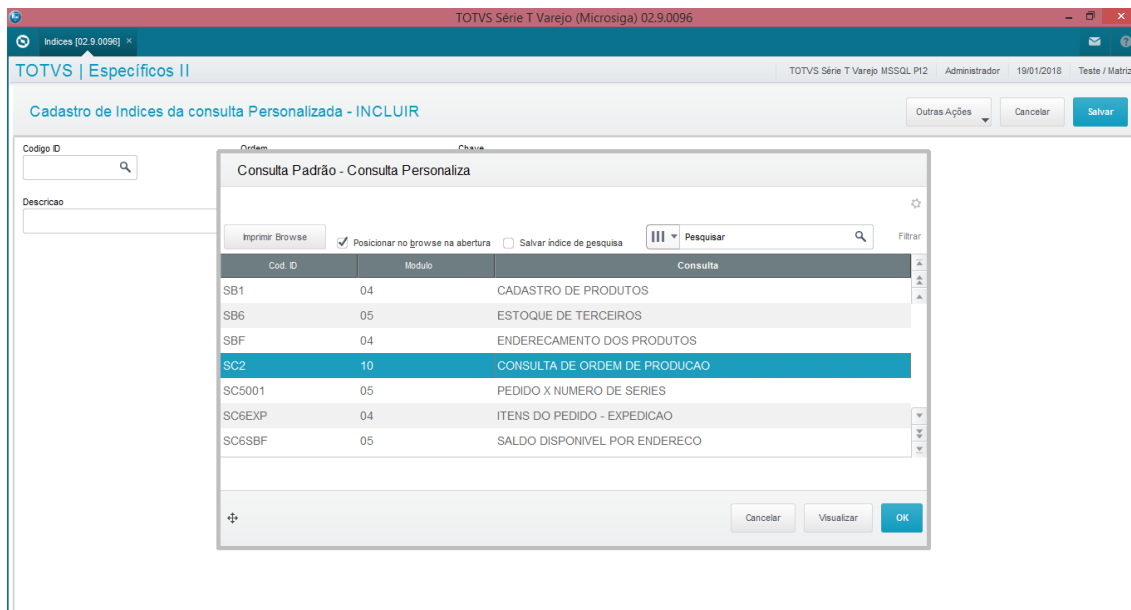 TOTVS Série T Varejo (Microsiga) 02.9.0096
Indices [02.9.0096] ×
TOTVS | Específicos II
TOTVS Série T Varejo MSSQL P12 Administrador 19/01/2018 Teste / Matriz
Cadastro de Indices da consulta Personalizada - INCLUIR
Outras Ações Cancelar Salvar
Codigo ID Ordem Chave
Descricao
Consulta Padrão - Consulta Personaliza
Imprimir Browse Posicionar no browse na abertura Salvar índice de pesquisa Pesquisar Filtrar
Cod. ID Modulo Consulta
SB1 04 CADASTRO DE PRODUTOS
SB6 05 ESTOQUE DE TERCEIROS
SBF 04 ENDERECAMENTO DOS PRODUTOS
SC2 10 CONSULTA DE ORDEM DE PRODUCAO
SC5001 05 PEDIDO X NUMERO DE SERIES
SC6EXP 04 ITENS DO PEDIDO - EXPEDICAO
SC6SBF 05 SALDO DISPONIVEL POR ENDERECO
Cancelar Visualizar OK